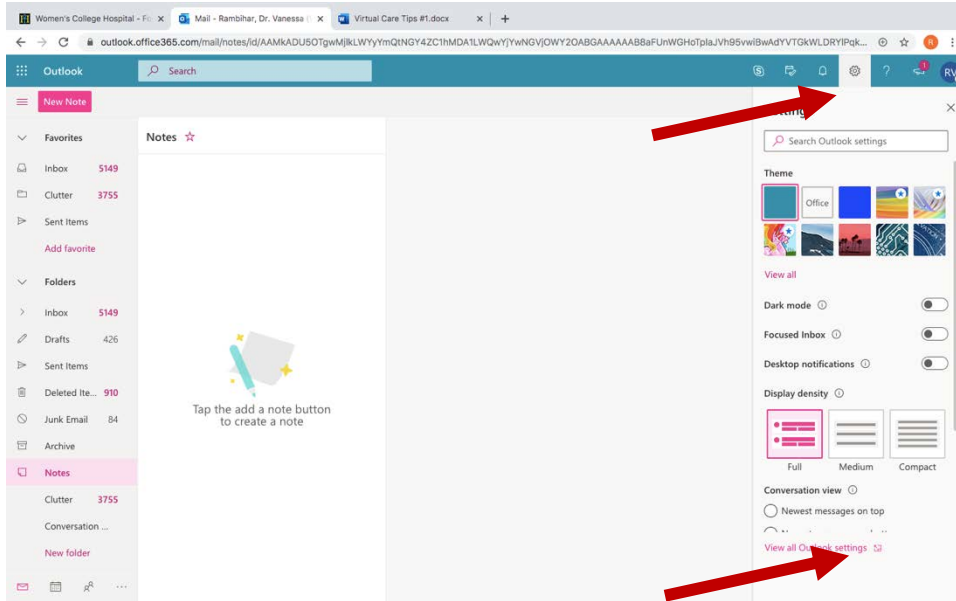 Women's College Hospital - Fo
Mail - Rambihar, Dr. Vanessa
Virtual Care Tips #1.docx
outlook.office365.com/mail/notes/id/
R
Outlook
Search
?
1
RV
New Note
Favorites
Inbox 5149
Clutter 3755
Sent Items
Add favorite
Folders
Inbox 5149
Drafts 426
Sent Items
Deleted Ite... 910
Junk Email 84
Archive
Notes
Clutter 3755
Conversation ...
New folder
Notes
Tap the add a note button
to create a note
Search Outlook settings
Theme
Office
View all
Dark mode
Focused Inbox
Desktop notifications
Display density
Full Medium Compact
Conversation view
Newest messages on top
View all Outlook settings